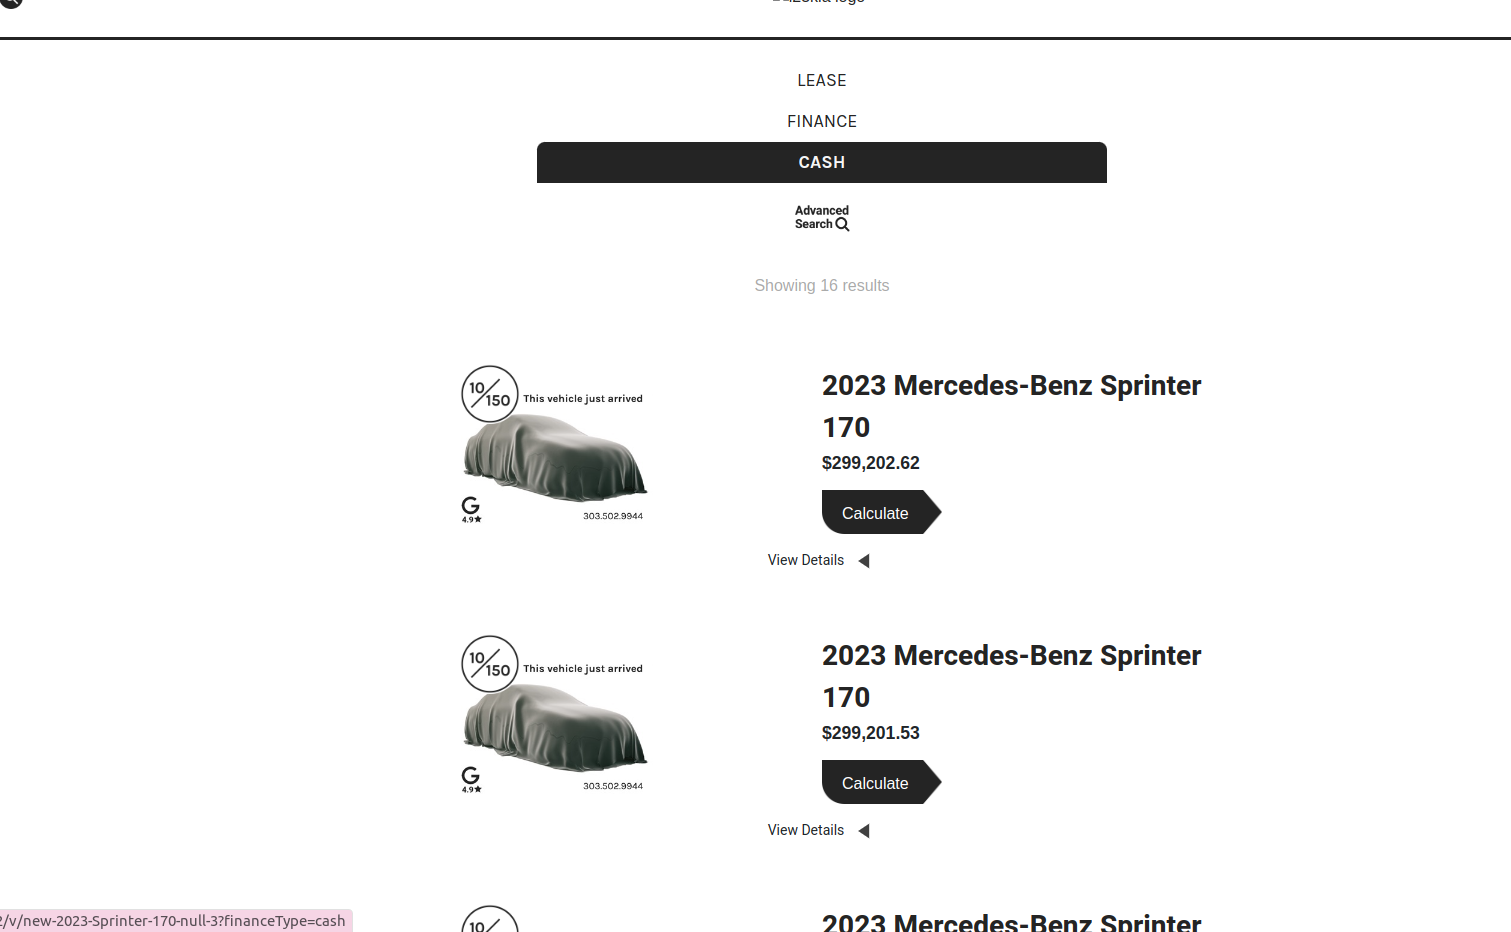 LEASE
FINANCE
CASH
Advanced
Search
Showing 16 results
10/150
This vehicle just arrived
G
4.9★
303.502.9944
2023 Mercedes-Benz Sprinter
170
$299,202.62
Calculate
View Details
10/150
This vehicle just arrived
G
4.9★
303.502.9944
2023 Mercedes-Benz Sprinter
170
$299,201.53
Calculate
View Details
10
2023 Mercedes-Benz Sprinter
/v/new-2023-Sprinter-170-null-3?financeType=cash